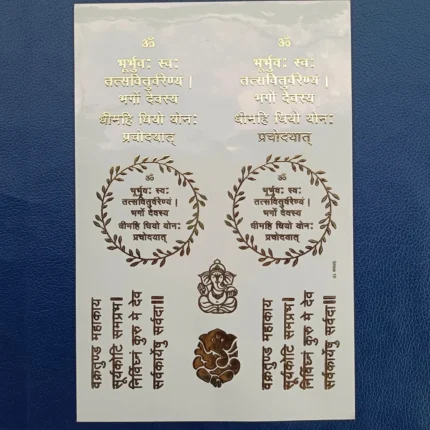 ॐ
भूर्भुवः स्वः
तत्सवितुर्वरेण्यं ।
भर्गो देवस्य
धीमहि धियो योनः
प्रचोदयात्
ॐ
भूर्भुवः स्वः
तत्सवितुर्वरेण्यं ।
भर्गो देवस्य
धीमहि धियो योनः
प्रचोदयात्
ॐ
भूर्भुवः स्वः
तत्सवितुर्वरेण्यं ।
भर्गो देवस्य
धीमहि धियो योनः
प्रचोदयात्
ॐ
भूर्भुवः स्वः
तत्सवितुर्वरेण्यं ।
भर्गो देवस्य
धीमहि धियो योनः
प्रचोदयात्
वक्रतुण्ड महाकाय
सूर्यकोटि समप्रभ।
निर्विघ्नं कुरु मे देव
सर्वकार्येषु सर्वदा॥
वक्रतुण्ड महाकाय
सूर्यकोटि समप्रभ।
निर्विघ्नं कुरु मे देव
सर्वकार्येषु सर्वदा॥